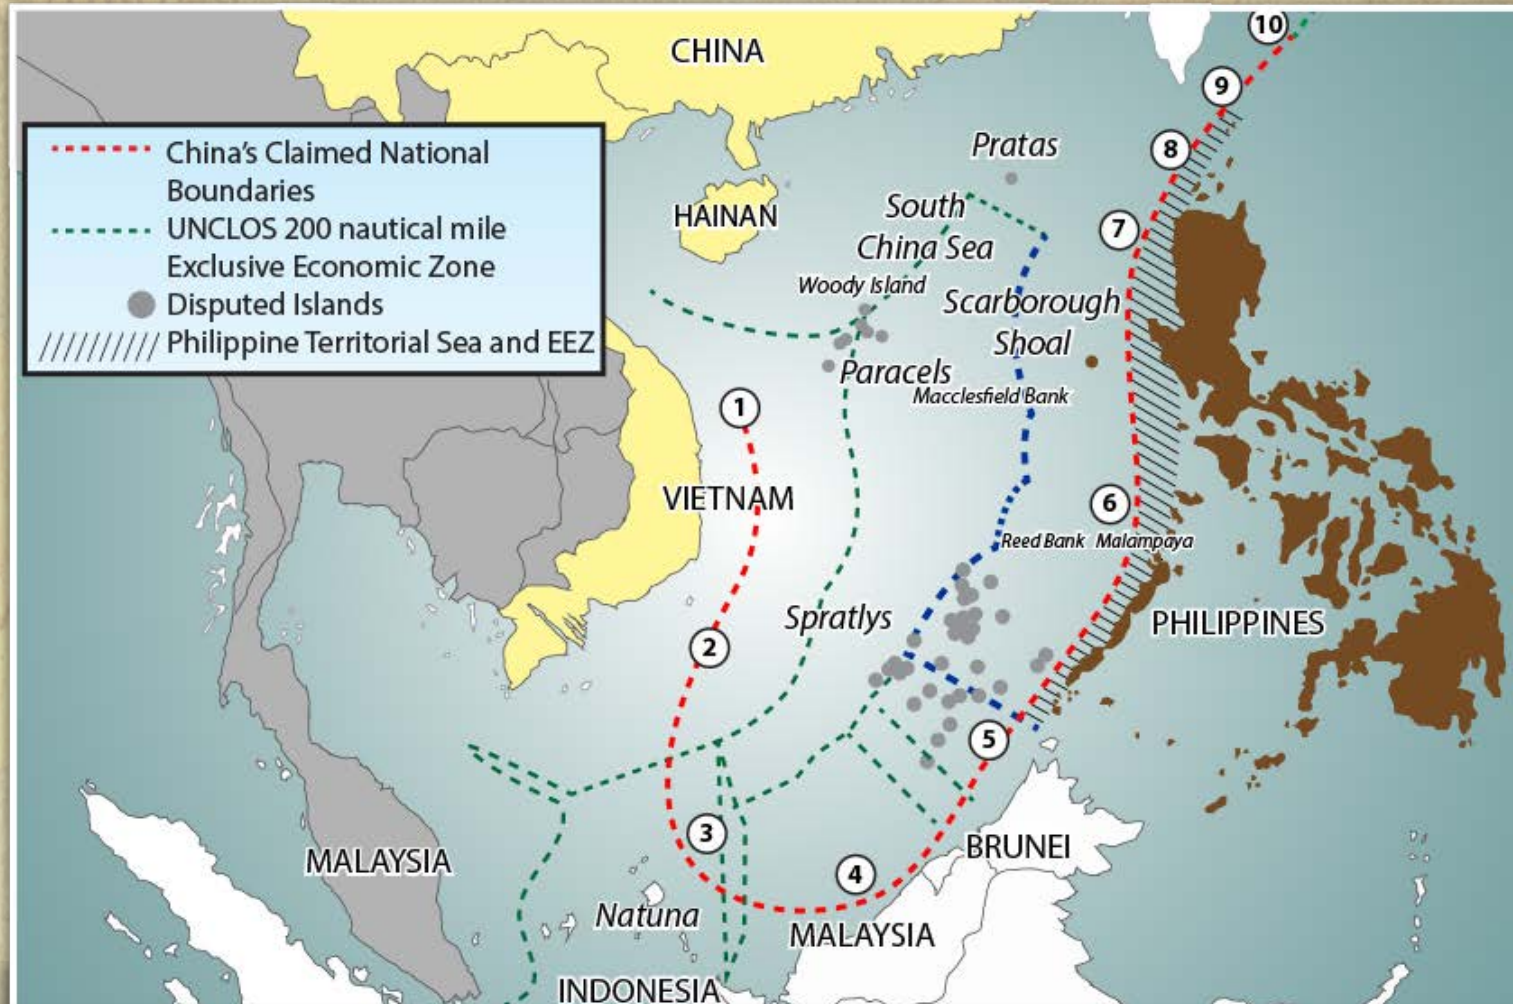 10
CHINA
9
China's Claimed National
Boundaries
UNCLOS 200 nautical mile
Exclusive Economic Zone
Disputed Islands
Philippine Territorial Sea and EEZ
Pratas
8
HAINAN
South
China Sea
7
Woody Island
Scarborough
Shoal
Paracels
Macclesfield Bank
1
VIETNAM
6
Reed Bank Malampaya
Spratlys
PHILIPPINES
2
5
3
BRUNEI
MALAYSIA
4
Natuna
MALAYSIA
INDONESIA